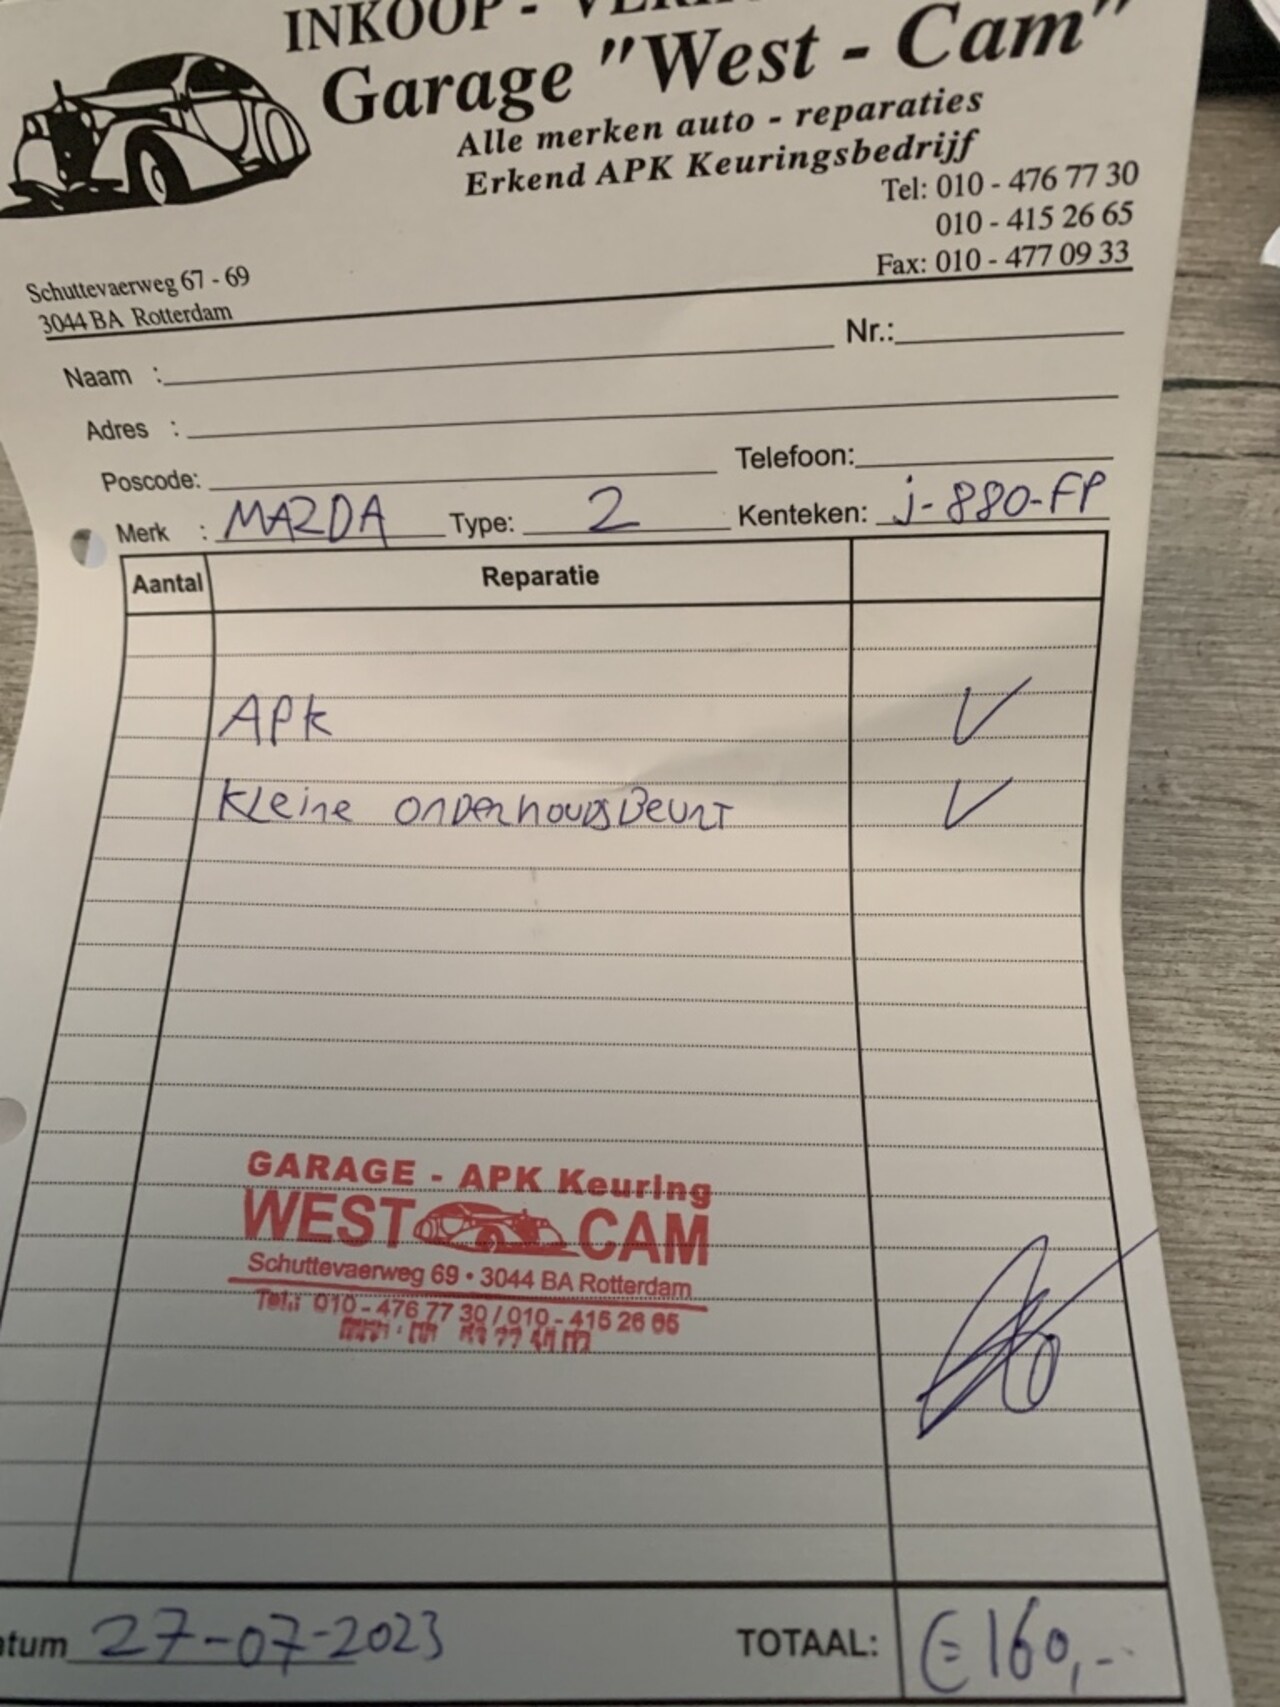 INKOOP -
Garage "West - Cam"
Alle merken auto - reparaties
Erkend APK Keuringsbedrijf
Tel: 010 - 476 77 30
010 - 415 26 65
Fax: 010 - 477 09 33
Schuttevaerweg 67 - 69
3044 BA Rotterdam
Naam : Nr.:
Adres :
Poscode: Telefoon:
Merk : MAZDA Type: 2 Kenteken: j-880-FP
Aantal Reparatie
APK
Kleine onderhoudsbeurt
GARAGE - APK Keuring
WEST CAM
Schuttevaerweg 69 • 3044 BA Rotterdam
Tel.: 010 - 476 77 30 / 010 - 415 26 65
tum 27-07-2023 TOTAAL: € 160,--